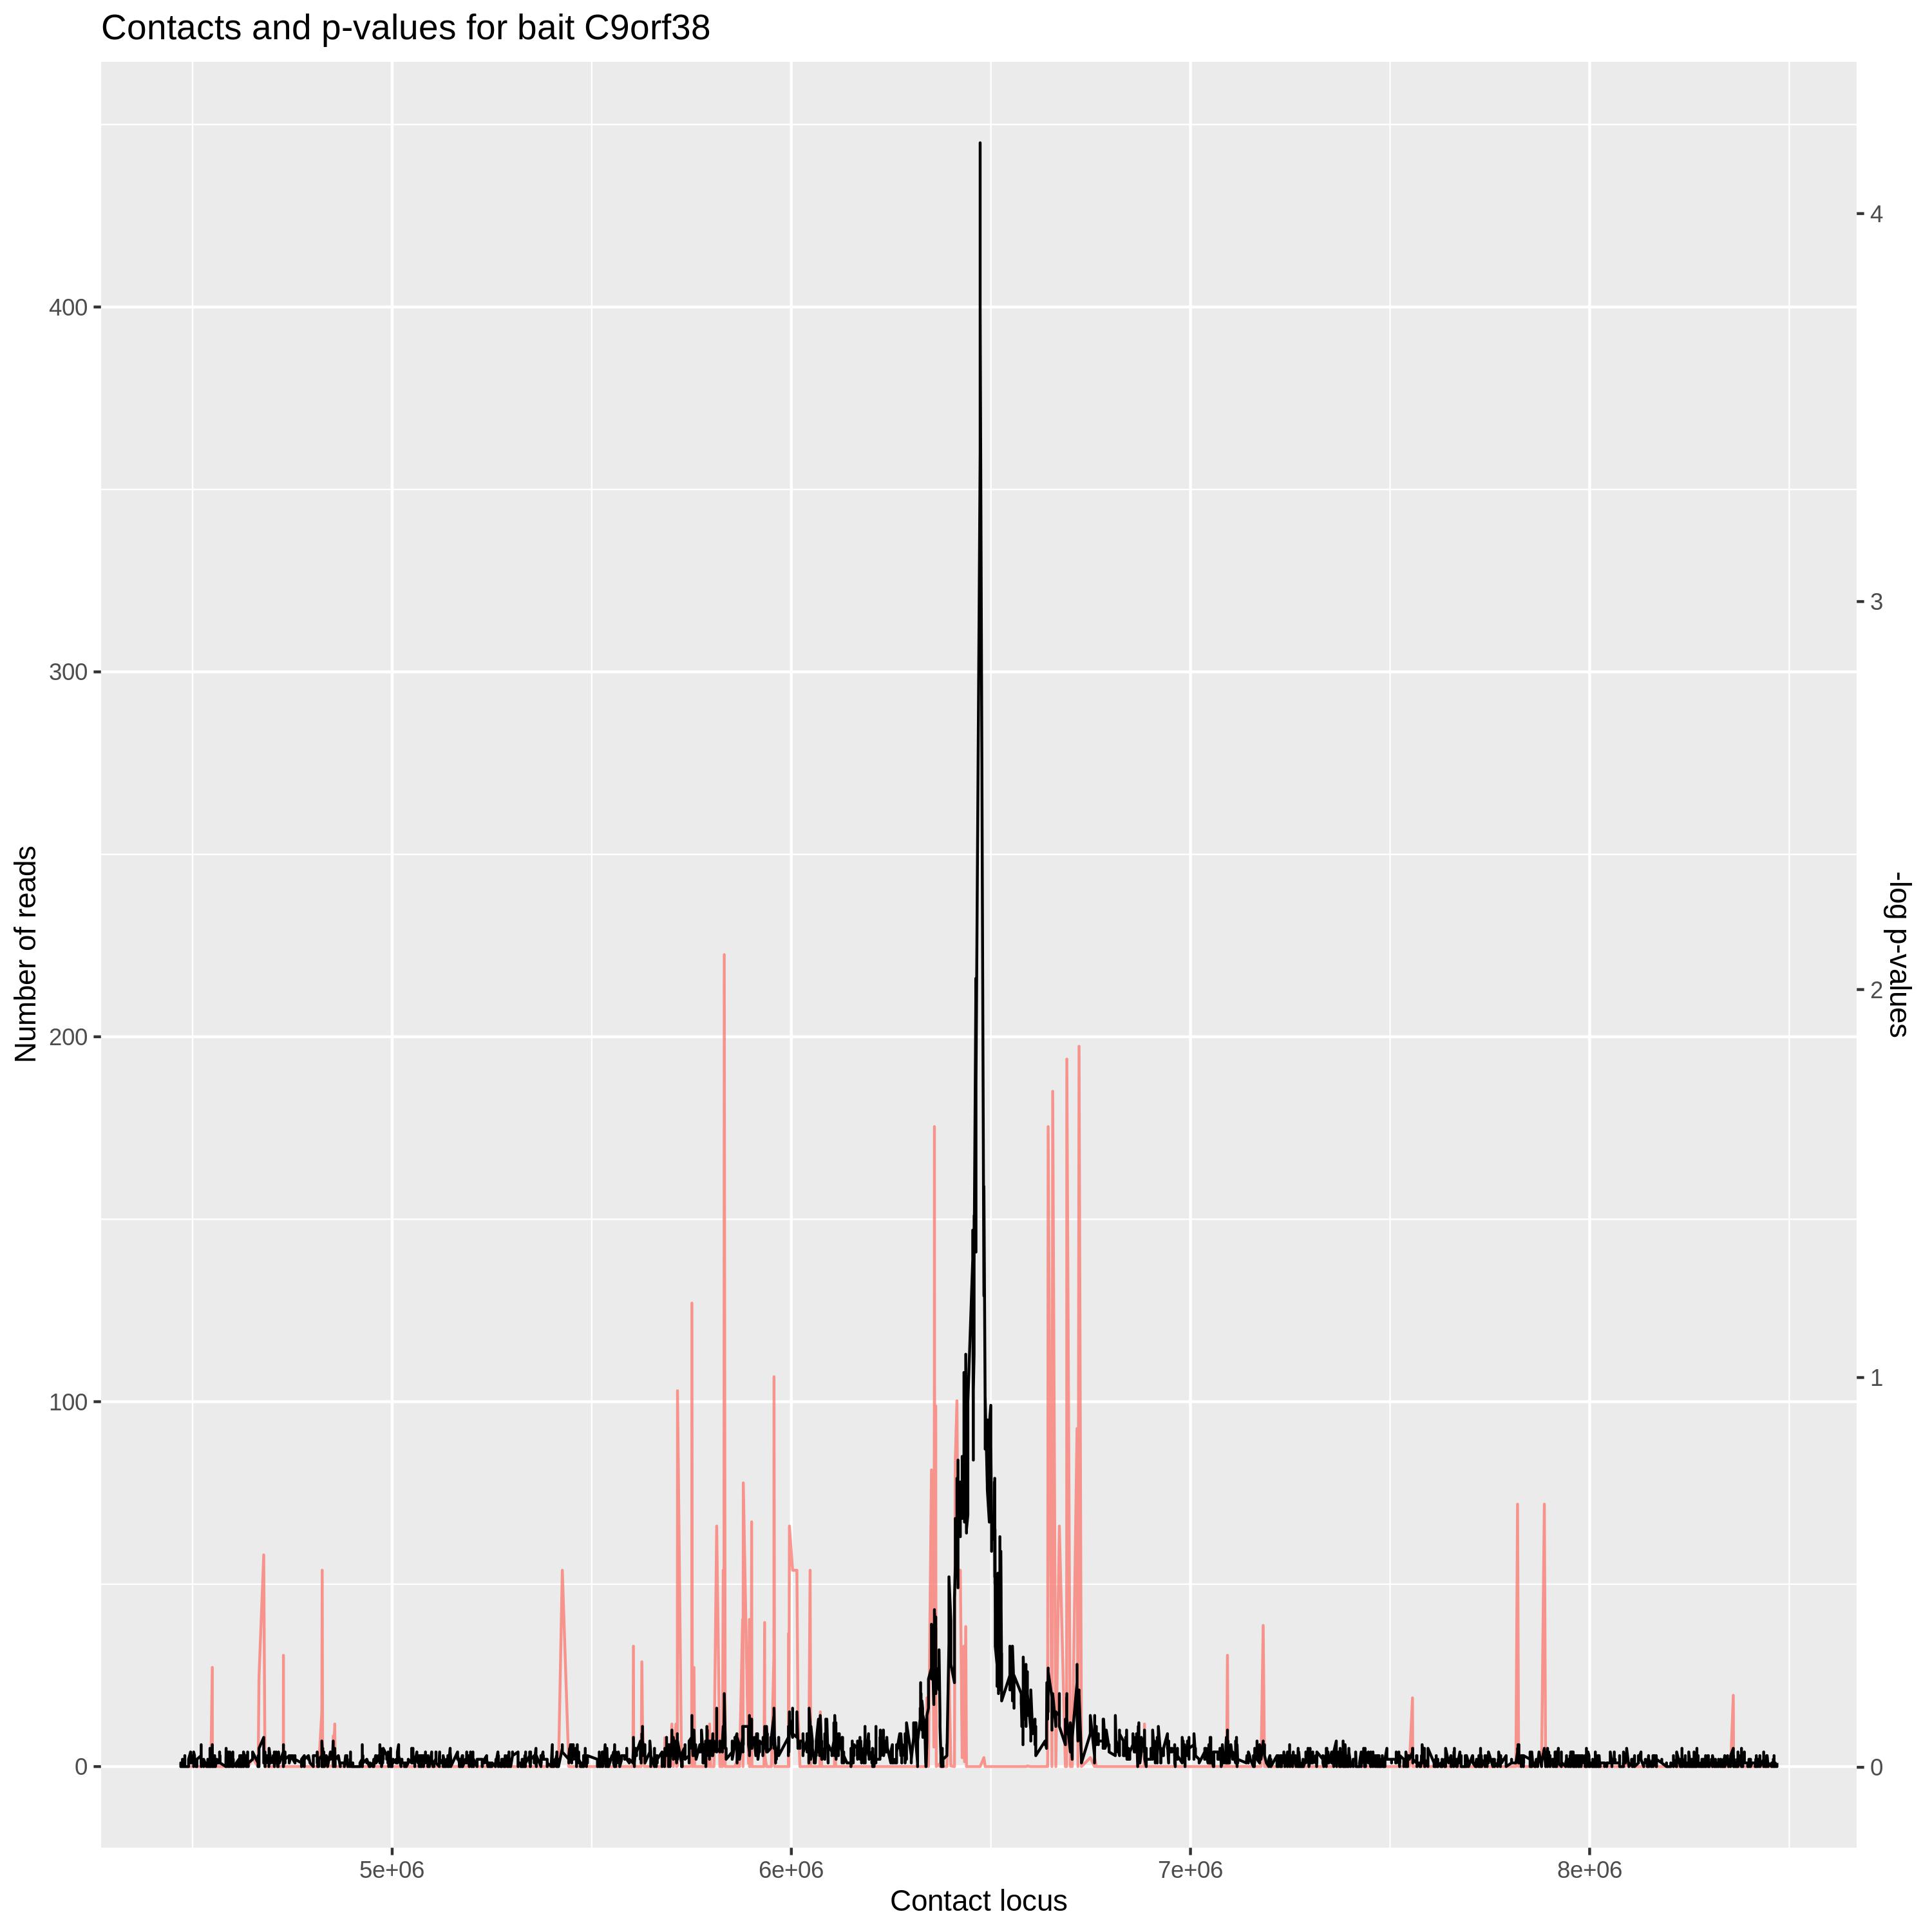 Contacts and p-values for bait C9orf38
Number of reads
400
300
200
100
0
4
3
2
1
0
-log p-values
5e+06 6e+06 7e+06 8e+06
Contact locus